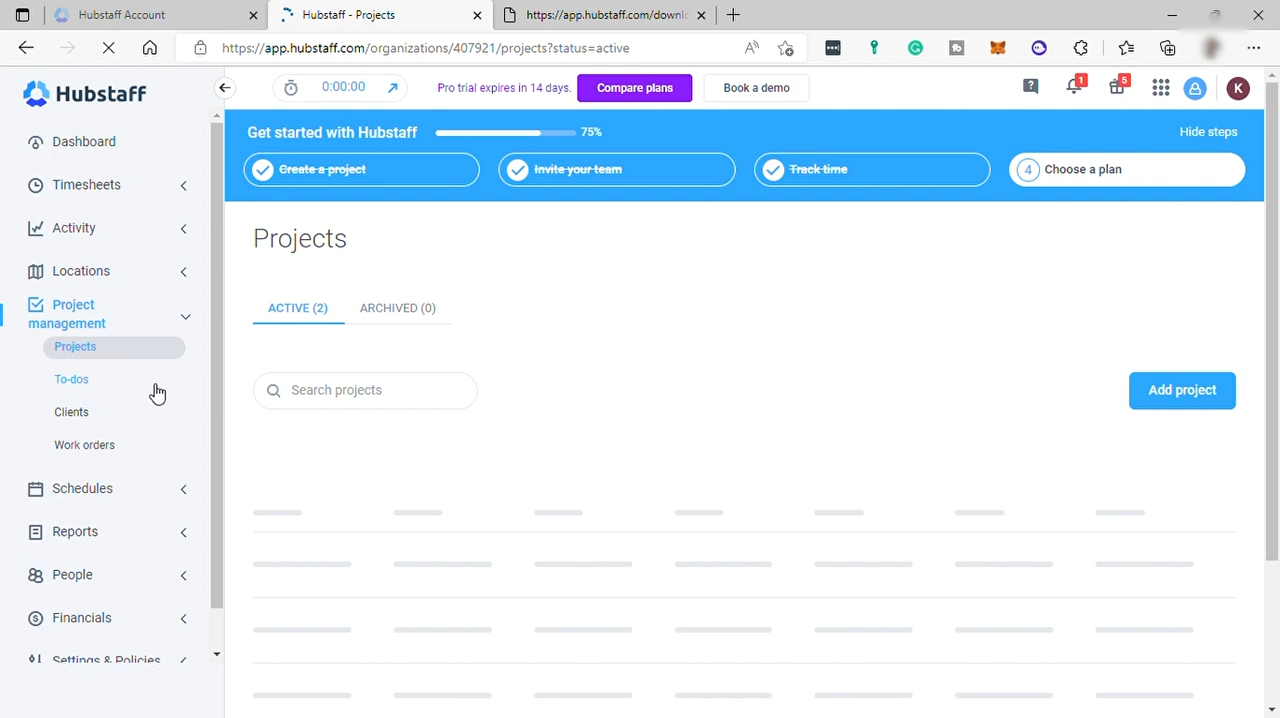 Hubstaff Account
Hubstaff - Projects
https://app.hubstaff.com/downl
https://app.hubstaff.com/organizations/407921/projects?status=active
Hubstaff
0:00:00
Pro trial expires in 14 days.
Compare plans
Book a demo
1
5
K
Get started with Hubstaff
75%
Hide steps
Create a project
Invite your team
Track time
4 Choose a plan
Dashboard
Timesheets
Activity
Locations
Project
management
Projects
To-dos
Clients
Work orders
Schedules
Reports
People
Financials
Settings & Policies
Projects
ACTIVE (2)
ARCHIVED (0)
Search projects
Add project